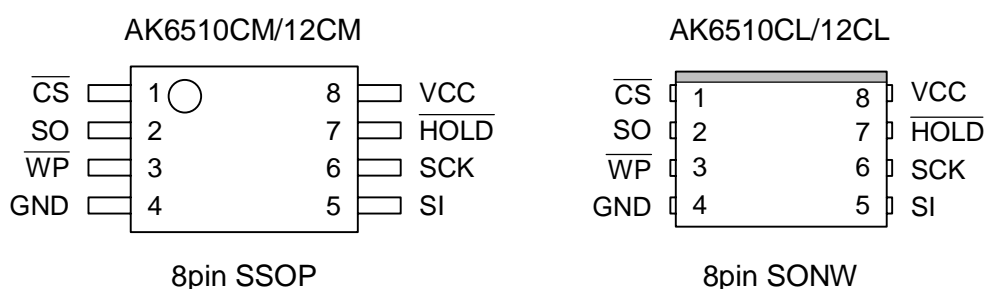 AK6510CM/12CM
CS 1 8 VCC
SO 2 7 HOLD
WP 3 6 SCK
GND 4 5 SI
8pin SSOP
AK6510CL/12CL
CS 1 8 VCC
SO 2 7 HOLD
WP 3 6 SCK
GND 4 5 SI
8pin SONW